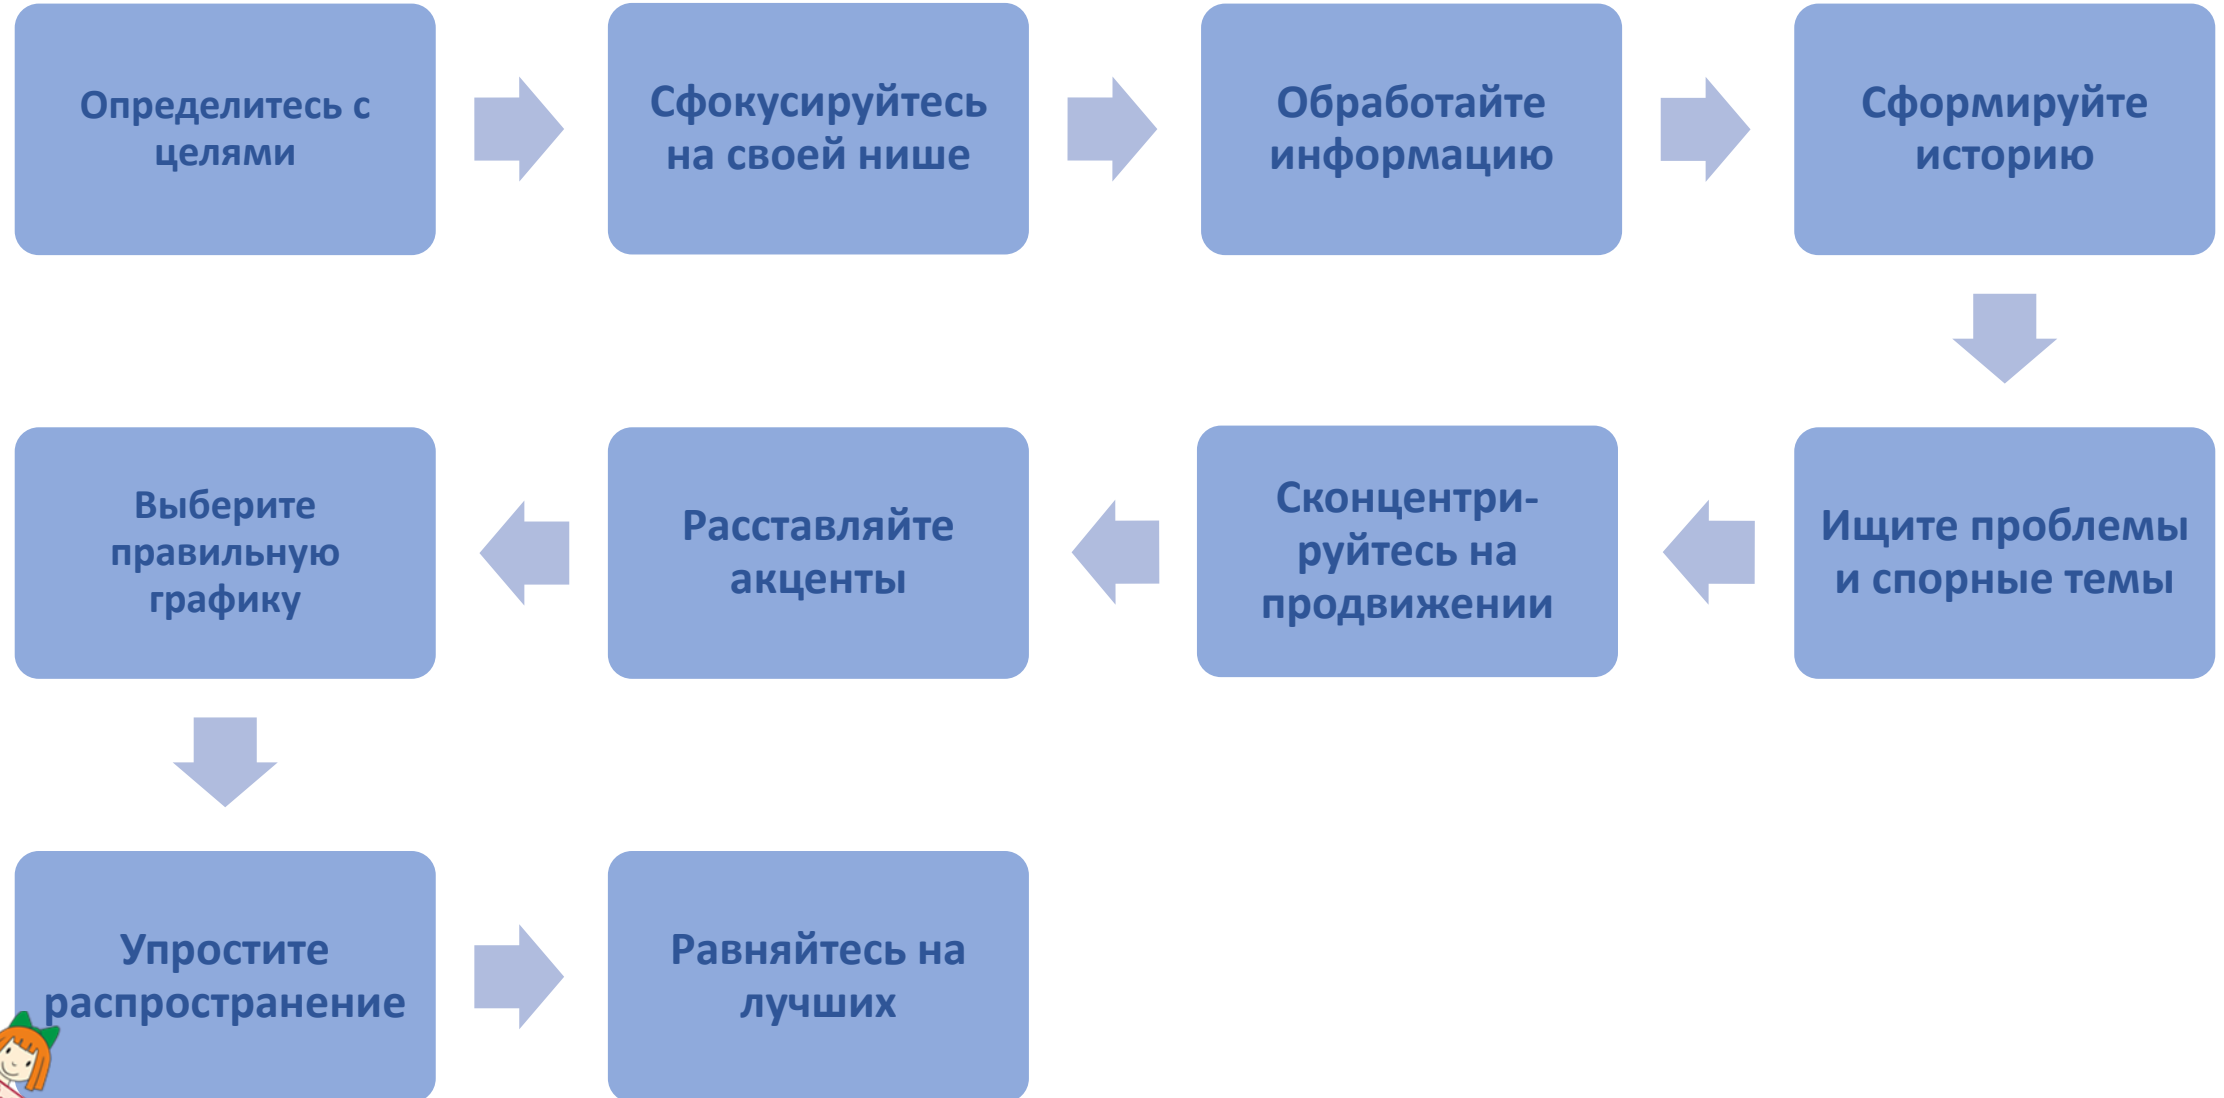 Определитесь с
целями
Сфокусируйтесь
на своей нише
Обработайте
информацию
Сформируйте
историю
Ищите проблемы
и спорные темы
Сконцентри-
руйтесь на
продвижении
Расставляйте
акценты
Выберите
правильную
графику
Упростите
распространение
Равняйтесь на
лучших